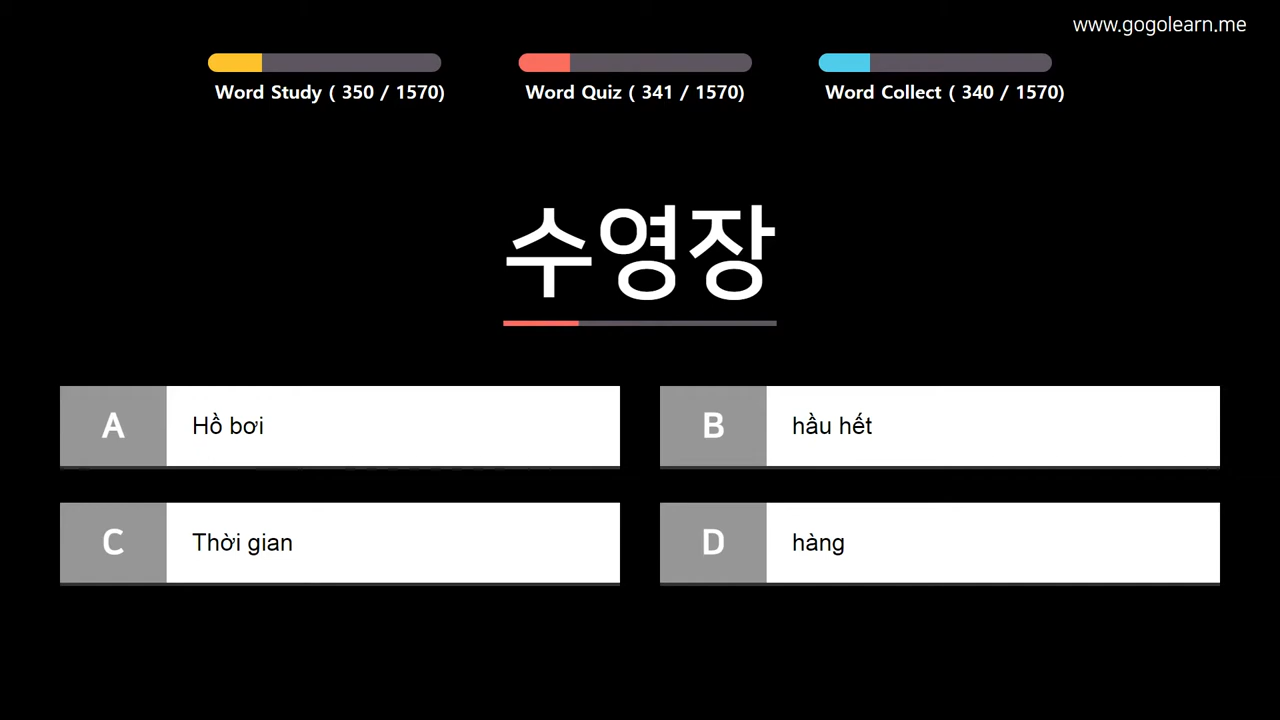 www.gogolearn.me
Word Study ( 350 / 1570)
Word Quiz ( 341 / 1570)
Word Collect ( 340 / 1570)
수영장
A Hồ bơi
B hầu hết
C Thời gian
D hàng